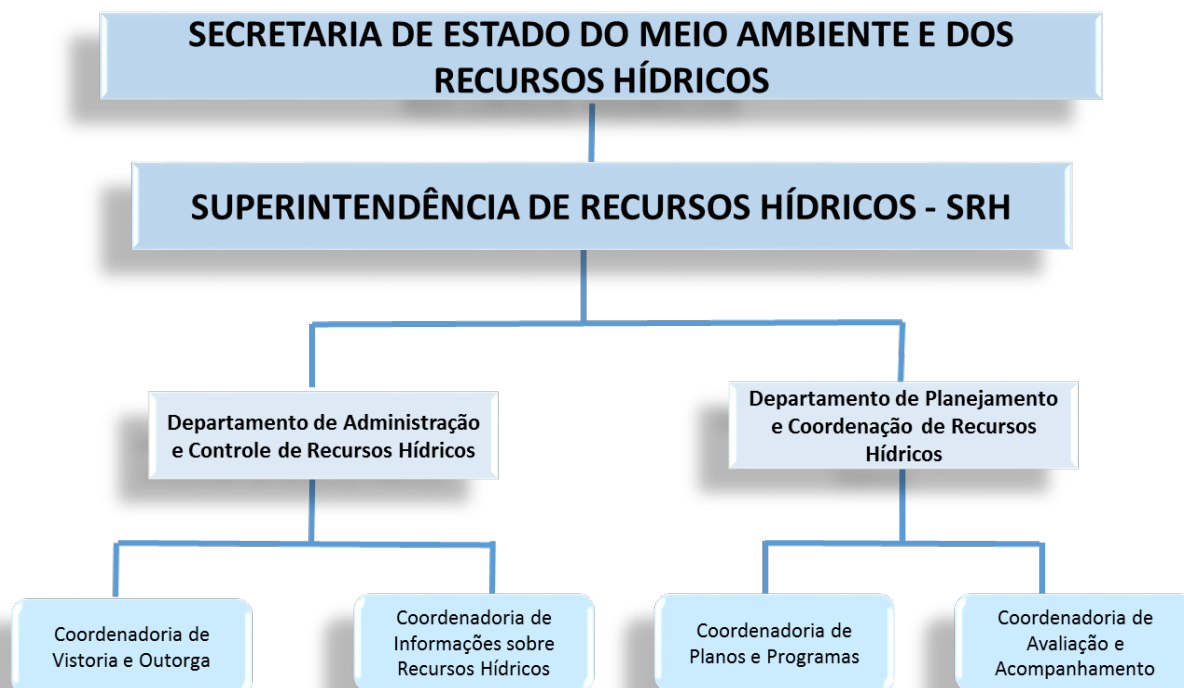 SECRETARIA DE ESTADO DO MEIO AMBIENTE E DOS
RECURSOS HÍDRICOS
SUPERINTENDÊNCIA DE RECURSOS HÍDRICOS - SRH
Departamento de Administração
e Controle de Recursos Hídricos
Departamento de Planejamento
e Coordenação de Recursos
Hídricos
Coordenadoria de
Vistoria e Outorga
Coordenadoria de
Informações sobre
Recursos Hídricos
Coordenadoria de
Planos e Programas
Coordenadoria de
Avaliação e
Acompanhamento